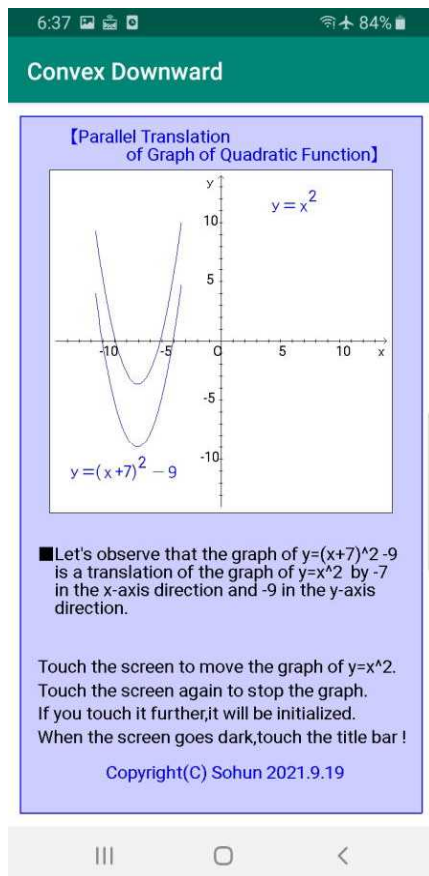 6:37 84%
Convex Downward
【Parallel Translation
of Graph of Quadratic Function】
y
y = x²
10
5
-10 -5 O 5 10 x
-5
-10
y =( x +7)² – 9
■Let's observe that the graph of y=(x+7)^2 -9
is a translation of the graph of y=x^2 by -7
in the x-axis direction and -9 in the y-axis
direction.
Touch the screen to move the graph of y=x^2.
Touch the screen again to stop the graph.
If you touch it further,it will be initialized.
When the screen goes dark,touch the title bar !
Copyright(C) Sohun 2021.9.19